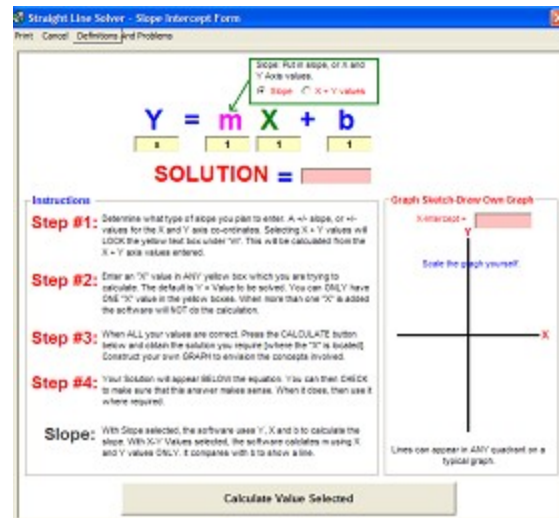 Straight Line Solver - Slope Intercept Form
Print Cancel Definitions And Problems
Slope: Put in slope, or X and
Y Axis values.
Slope X + Y values
Y = m X + b
x 1 1 1
SOLUTION =
Instructions
Step #1: Determine what type of slope you plan to enter. A +/- slope, or +/-
values for the X and Y axis co-ordinates. Selecting X + Y values will
LOCK the yellow text box under "m". This will be calculated from the
X + Y axis values entered.
Step #2: Enter an "X" value in ANY yellow box which you are trying to
calculate. The default is Y = Value to be solved. You can ONLY have
ONE "X" value in the yellow boxes. When more than one "X" is added
the software will NOT do the calculation.
Step #3: When ALL your values are correct. Press the CALCULATE button
below and obtain the solution you require [where the "X" is located]
Construct your own GRAPH to envision the concepts involved.
Step #4: Your Solution will appear BELOW the equation. You can then CHECK
to make sure that this answer makes sense. When it does, then use it
where required.
Slope: With Slope selected, the software uses Y, X and b to calculate the
slope. With X-Y Values selected, the software calculates m using X
and Y values ONLY. It compares with b to show a line.
Graph Sketch-Draw Own Graph
X-Intercept =
Y
Scale the graph yourself.
X
Lines can appear in ANY quadrant on a
typical graph.
Calculate Value Selected